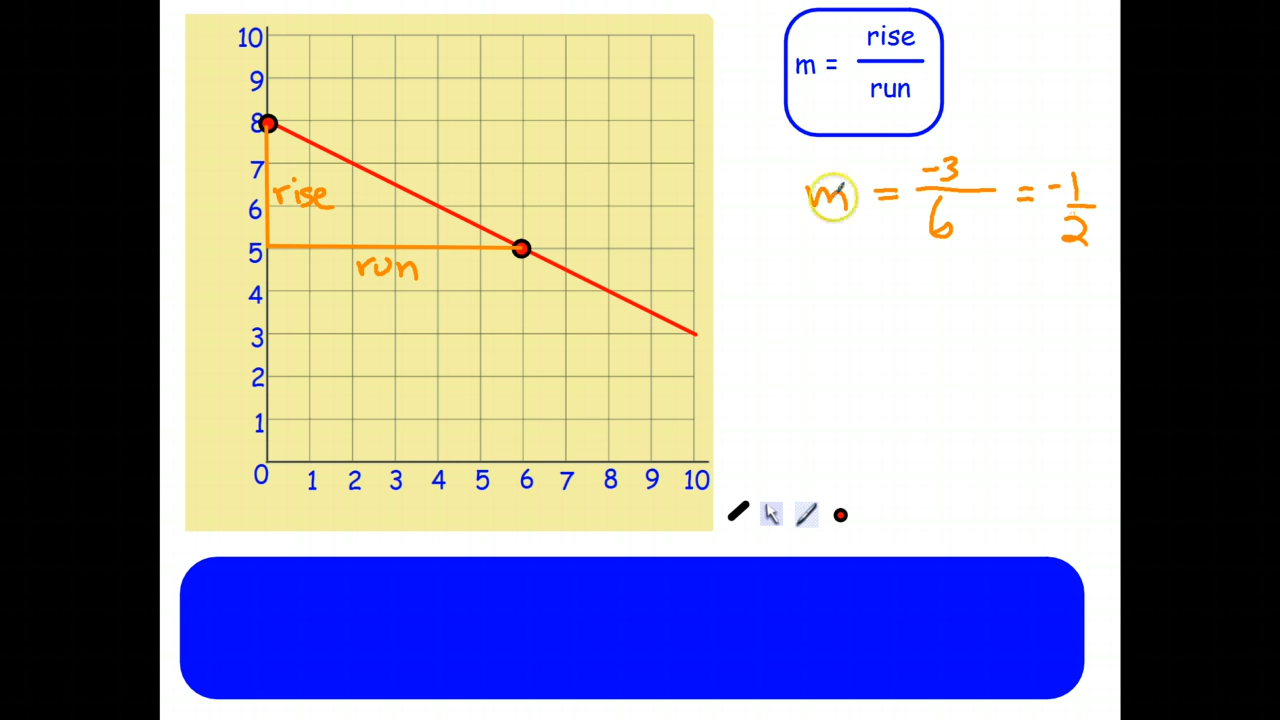 10
9
8
7
6
5
4
3
2
1
0 1 2 3 4 5 6 7 8 9 10
rise
run
m = rise
run
m = -3 = -1
6 2